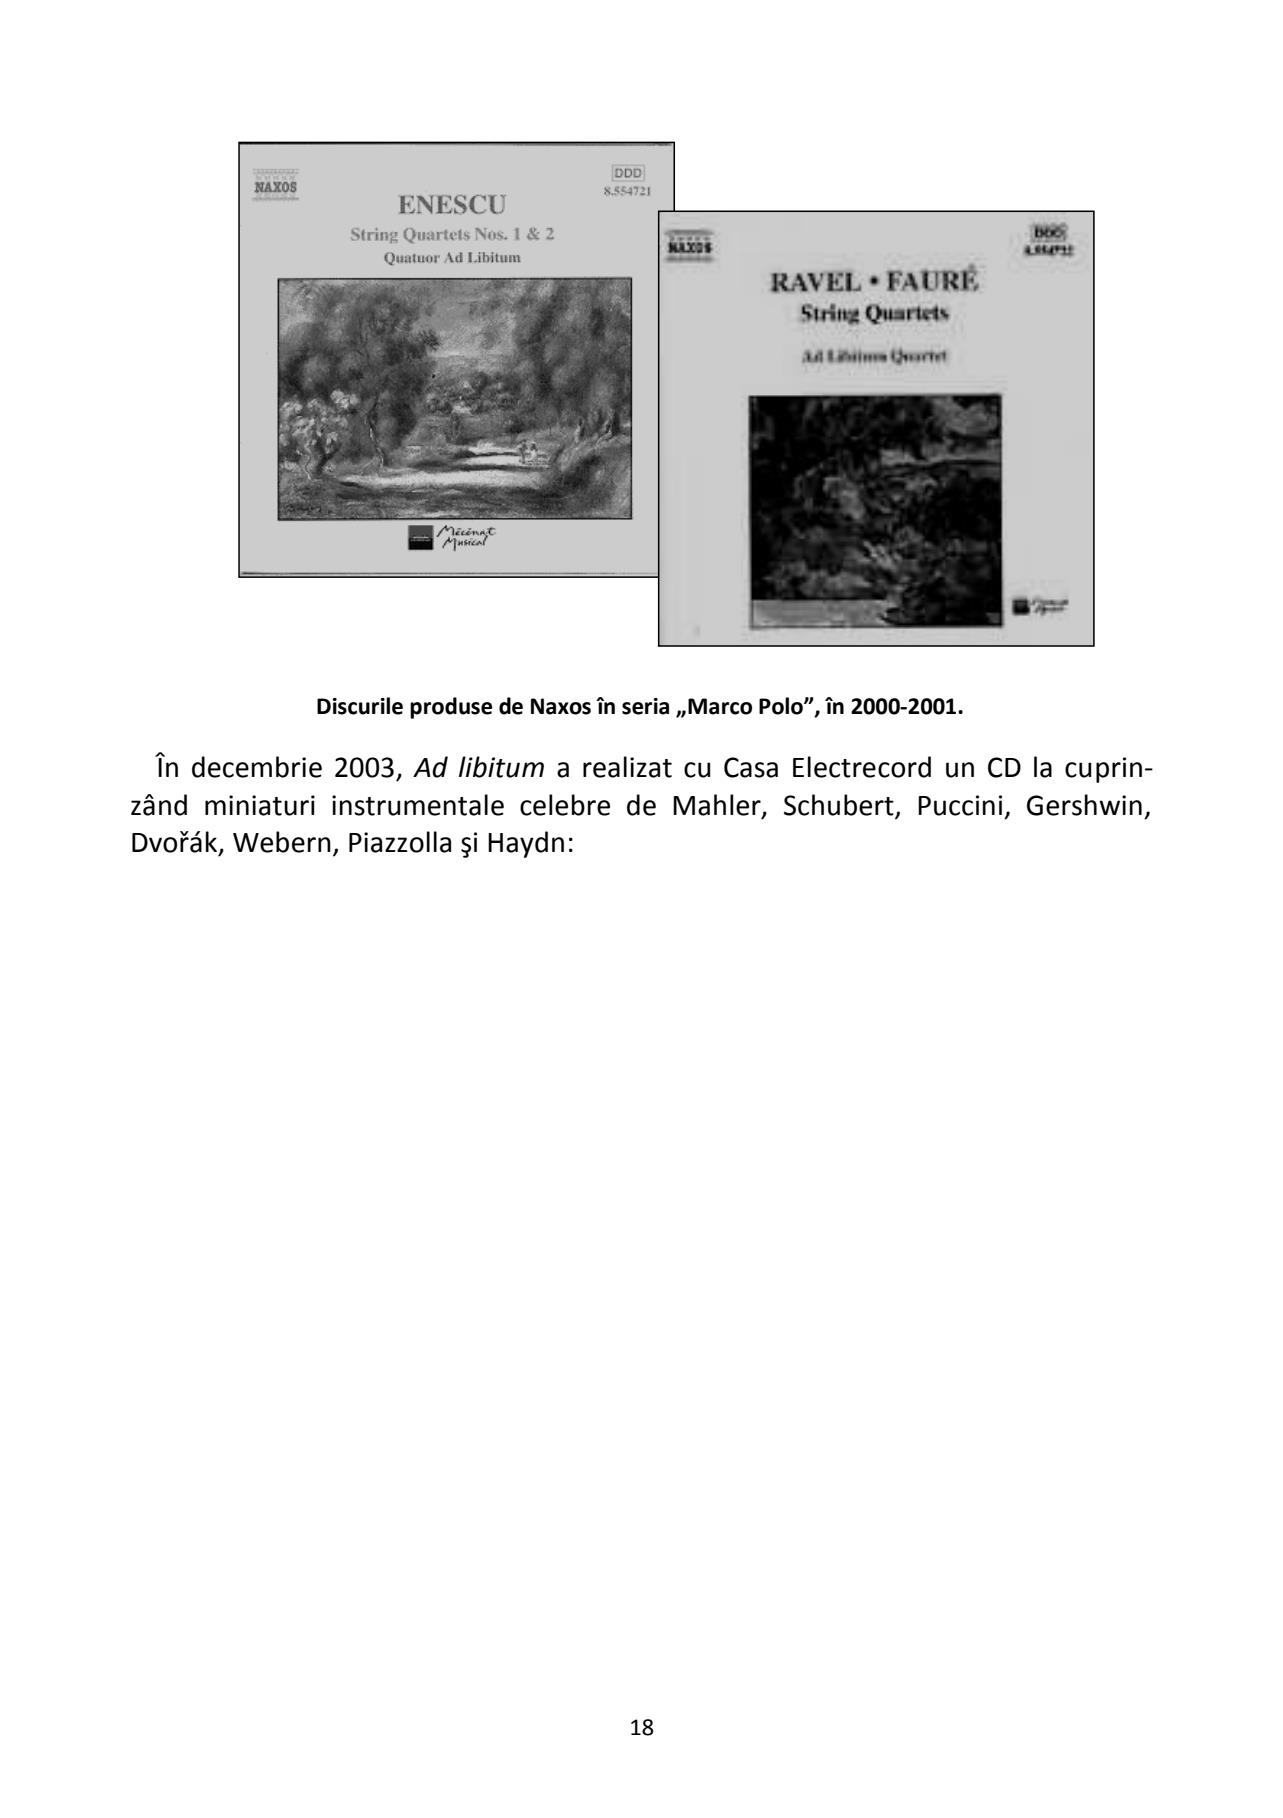 NAXOS
DDD
8.554721
ENESCU
String Quartets Nos. 1 & 2
Quatuor Ad Libitum
Mécénat
Musical
NAXOS
DDD
RAVEL • FAURÉ
String Quartets
Ad Libitum Quartet
Discurile produse de Naxos în seria „Marco Polo”, în 2000-2001.
În decembrie 2003, Ad libitum a realizat cu Casa Electrecord un CD la cuprin-
zând miniaturi instrumentale celebre de Mahler, Schubert, Puccini, Gershwin,
Dvořák, Webern, Piazzolla şi Haydn:
18